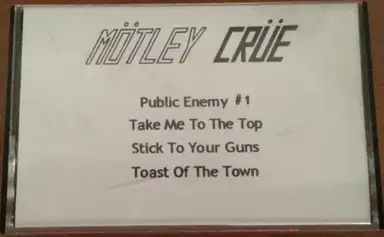 MÖTLEY CRÜE
Public Enemy #1
Take Me To The Top
Stick To Your Guns
Toast Of The Town